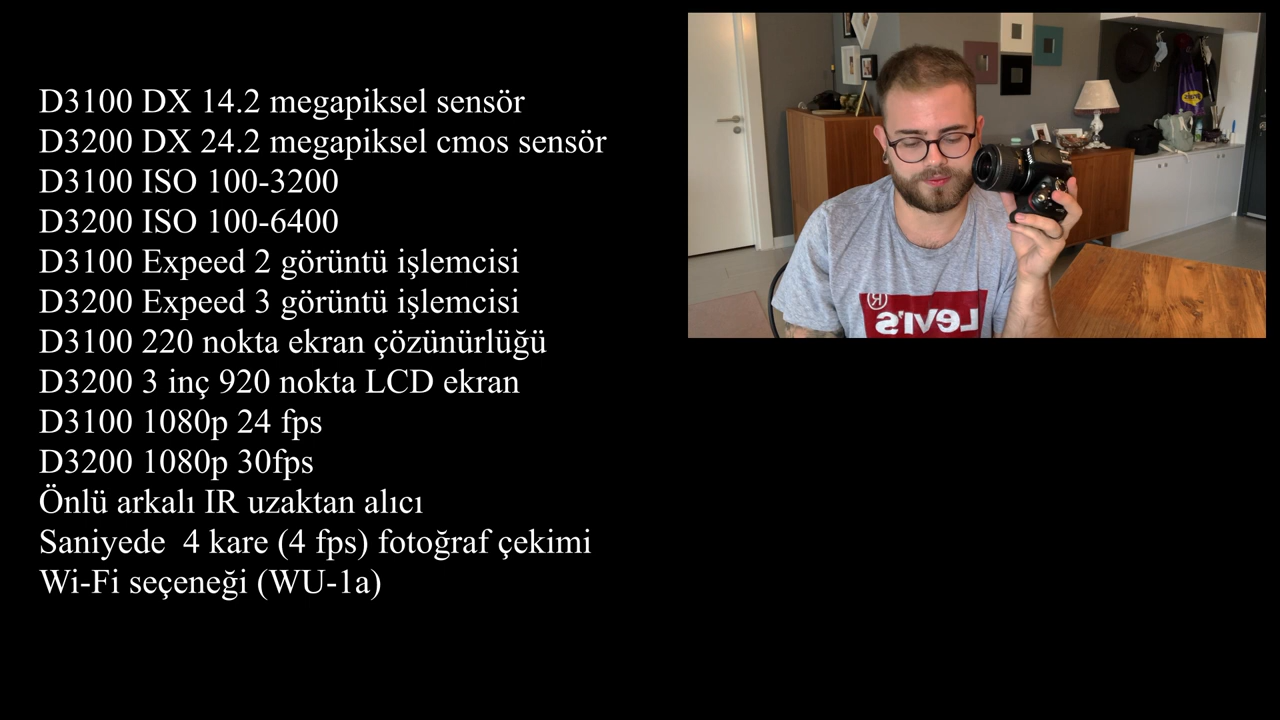 D3100 DX 14.2 megapiksel sensör
D3200 DX 24.2 megapiksel cmos sensör
D3100 ISO 100-3200
D3200 ISO 100-6400
D3100 Expeed 2 görüntü işlemcisi
D3200 Expeed 3 görüntü işlemcisi
D3100 220 nokta ekran çözünürlüğü
D3200 3 inç 920 nokta LCD ekran
D3100 1080p 24 fps
D3200 1080p 30fps
Önlü arkalı IR uzaktan alıcı
Saniyede  4 kare (4 fps) fotoğraf çekimi
Wi-Fi seçeneği (WU-1a)
Levi's ®